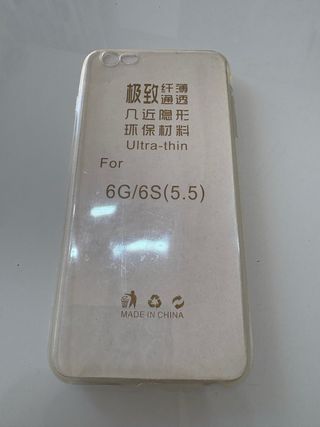 极致纤薄通透
几近隐形
环保材料
Ultra-thin
For
6G/6S(5.5)
MADE IN CHINA